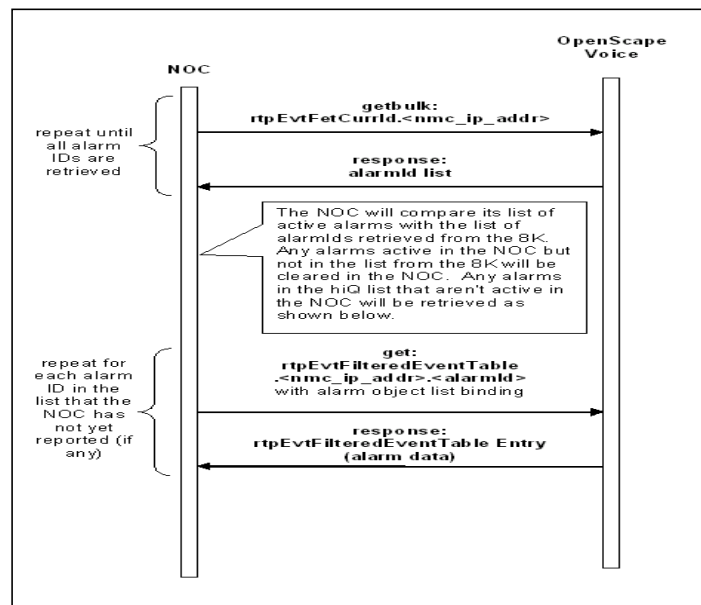 OpenScape
Voice
NOC
getbulk:
rtpEvtFetCurrId.<nmc_ip_addr>
repeat until
all alarm
IDs are
retrieved
response:
alarmId list
The NOC will compare its list of
active alarms with the list of
alarmIds retrieved from the 8K.
Any alarms active in the NOC but
not in the list from the 8K will be
cleared in the NOC. Any alarms
in the hiQ list that aren't active in
the NOC will be retrieved as
shown below.
get:
rtpEvtFilteredEventTable
.<nmc_ip_addr>.<alarmId>
with alarm object list binding
repeat for
each alarm
ID in the
list that the
NOC has
not yet
reported (if
any)
response:
rtpEvtFilteredEventTable Entry
(alarm data)